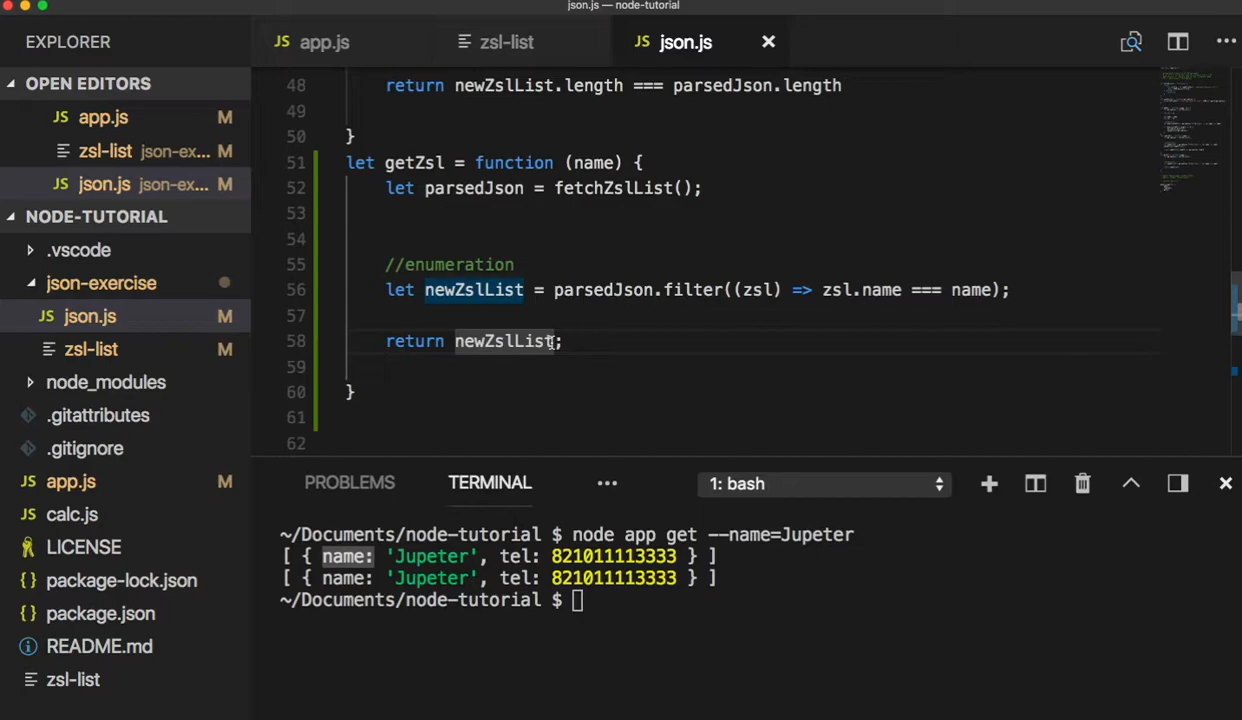 json.js — node-tutorial
EXPLORER
JS app.js
zsl-list
JS json.js
OPEN EDITORS
JS app.js M
zsl-list json-ex... M
JS json.js json-ex... M
NODE-TUTORIAL
.vscode
json-exercise
JS json.js M
zsl-list M
node_modules
.gitattributes
.gitignore
JS app.js M
JS calc.js
LICENSE
{} package-lock.json
{} package.json
README.md
zsl-list
48 return newZslList.length === parsedJson.length
49
50 }
51 let getZsl = function (name) {
52 let parsedJson = fetchZslList();
53
54
55 //enumeration
56 let newZslList = parsedJson.filter((zsl) => zsl.name === name);
57
58 return newZslList;
59
60 }
61
62
PROBLEMS TERMINAL ... 1: bash
~/Documents/node-tutorial $ node app get --name=Jupeter
[ { name: 'Jupeter', tel: 821011113333 } ]
[ { name: 'Jupeter', tel: 821011113333 } ]
~/Documents/node-tutorial $